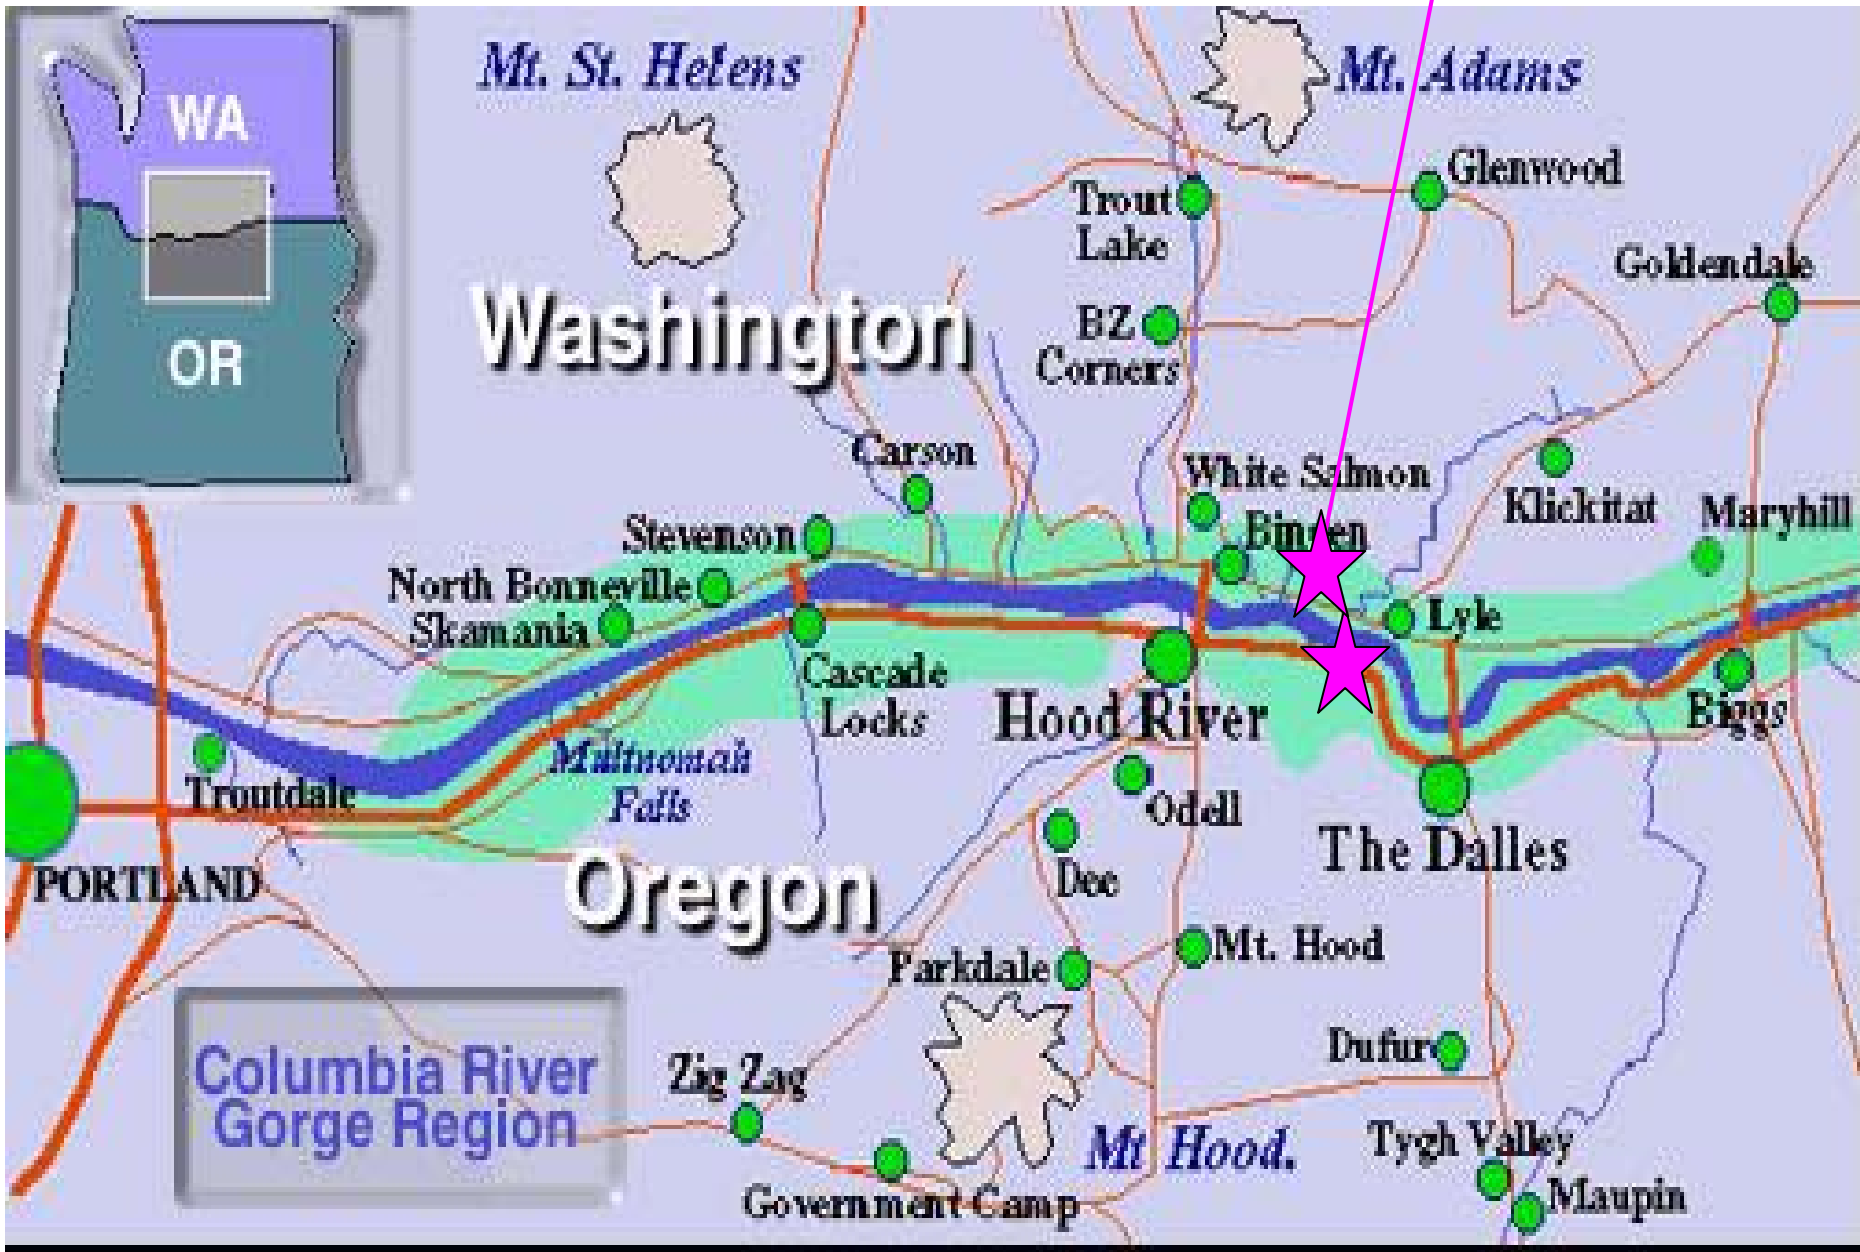 WA
OR
Mt. St. Helens
Mt. Adams
Glenwood
Trout
Lake
Goldendale
Washington
BZ
Corners
Carson
White Salmon
Klickitat
Maryhill
Stevenson
Bingen
North Bonneville
Skamania
Lyle
Cascade
Locks
Hood River
Biggs
Multnomah
Falls
Troutdale
Odell
The Dalles
PORTLAND
Oregon
Dee
Parkdale
Mt. Hood
Columbia River
Gorge Region
Zig Zag
Dufur
Mt Hood.
Tygh Valley
Government Camp
Maupin